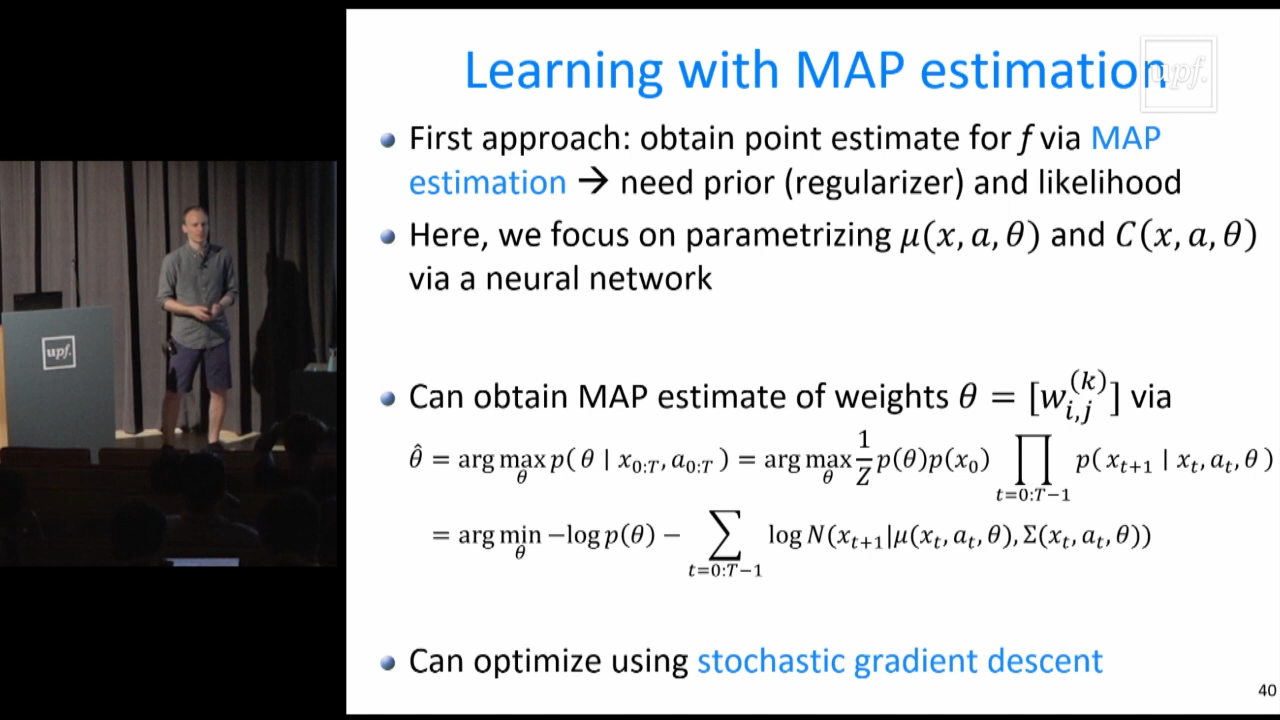 Learning with MAP estimation
upf.
First approach: obtain point estimate for f via MAP
estimation → need prior (regularizer) and likelihood
Here, we focus on parametrizing μ(x, a, θ) and C(x, a, θ)
via a neural network
upf.
Can obtain MAP estimate of weights θ = [w_{i,j}^{(k)}] via
θ̂ = arg max_θ p( θ ∣ x_{0:T}, a_{0:T} ) = arg max_θ 1/Z p(θ)p(x_0) ∏_{t=0:T−1} p( x_{t+1} ∣ x_t, a_t, θ )
= arg min_θ −log p(θ) − ∑_{t=0:T−1} log N(x_{t+1}|μ(x_t, a_t, θ), Σ(x_t, a_t, θ))
Can optimize using stochastic gradient descent
40